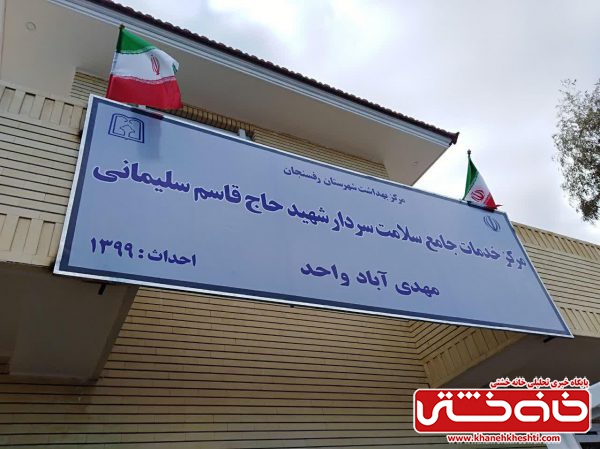 مرکز بهداشت شهرستان رفسنجان
مرکز خدمات جامع سلامت سردار شهید حاج قاسم سلیمانی
مهدی آباد واحد
احداث : ۱۳۹۹
پایگاه خبری تحلیلی خانه خشتی
خانه خشتی
www.khanehkheshti.com